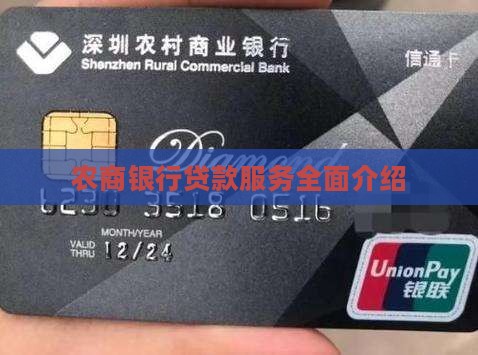 深圳农村商业银行
Shenzhen Rural Commercial Bank
信通卡
Diamond
农商银行贷款服务全面介绍
3518 0516
MONTH/YEAR
VALID THRU 12/24
UnionPay
银联